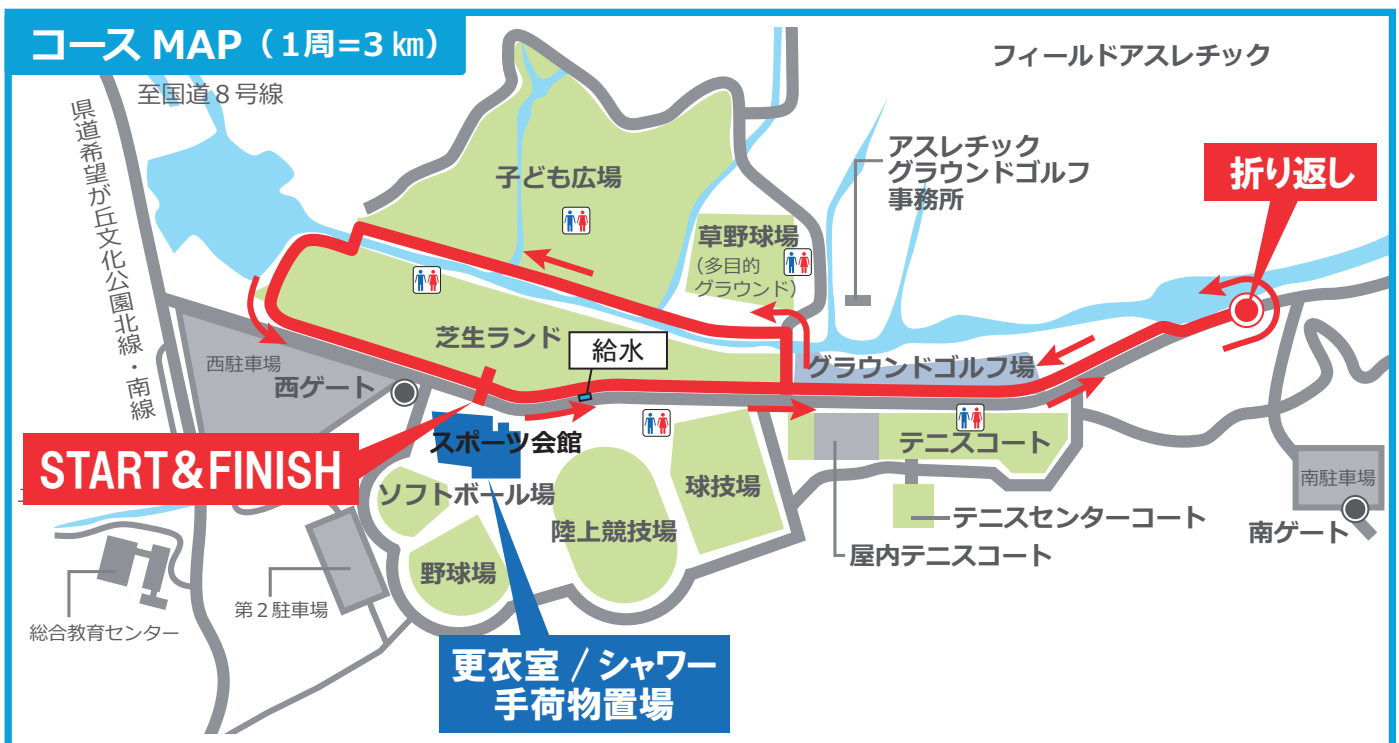 コース MAP（1周=3㎞）
至国道８号線
県道希望が丘文化公園北線・南線
フィールドアスレチック
アスレチック
グラウンドゴルフ
事務所
折り返し
子ども広場
草野球場
(多目的
グラウンド)
芝生ランド
給水
グラウンドゴルフ場
西駐車場
西ゲート
START&FINISH
スポーツ会館
テニスコート
ソフトボール場
球技場
陸上競技場
野球場
テニスセンターコート
屋内テニスコート
南駐車場
南ゲート
第２駐車場
総合教育センター
更衣室 / シャワー
手荷物置場